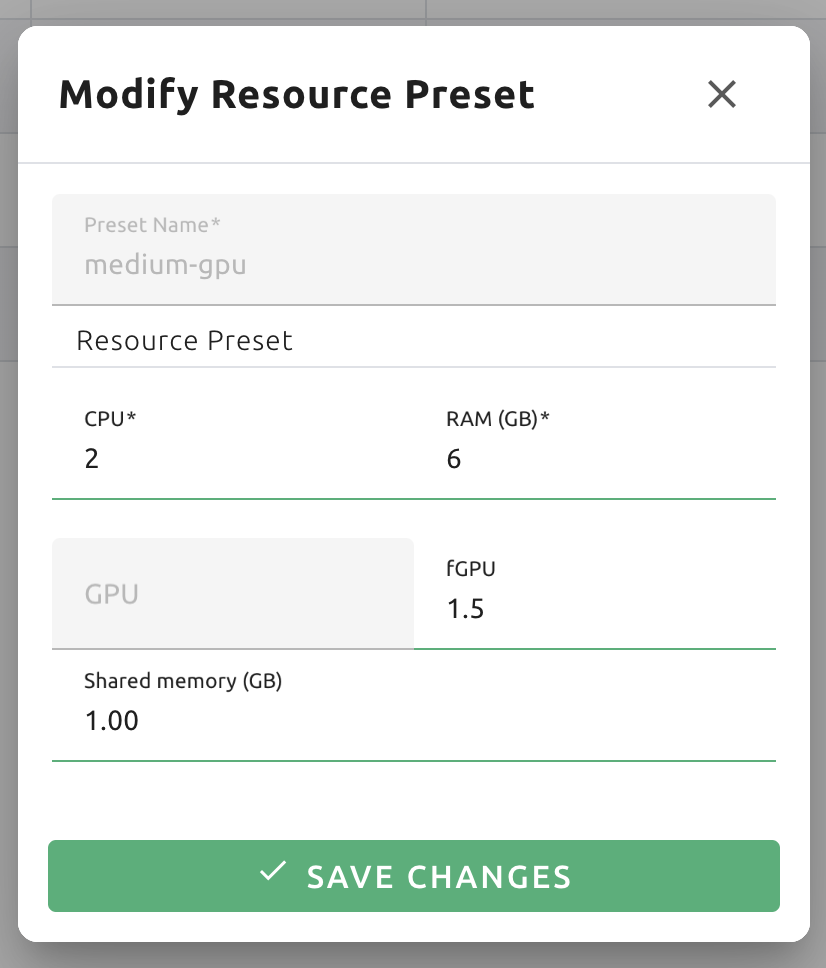 Modify Resource Preset
Preset Name*
medium-gpu
Resource Preset
CPU*
2
RAM (GB)*
6
GPU
fGPU
1.5
Shared memory (GB)
1.00
SAVE CHANGES